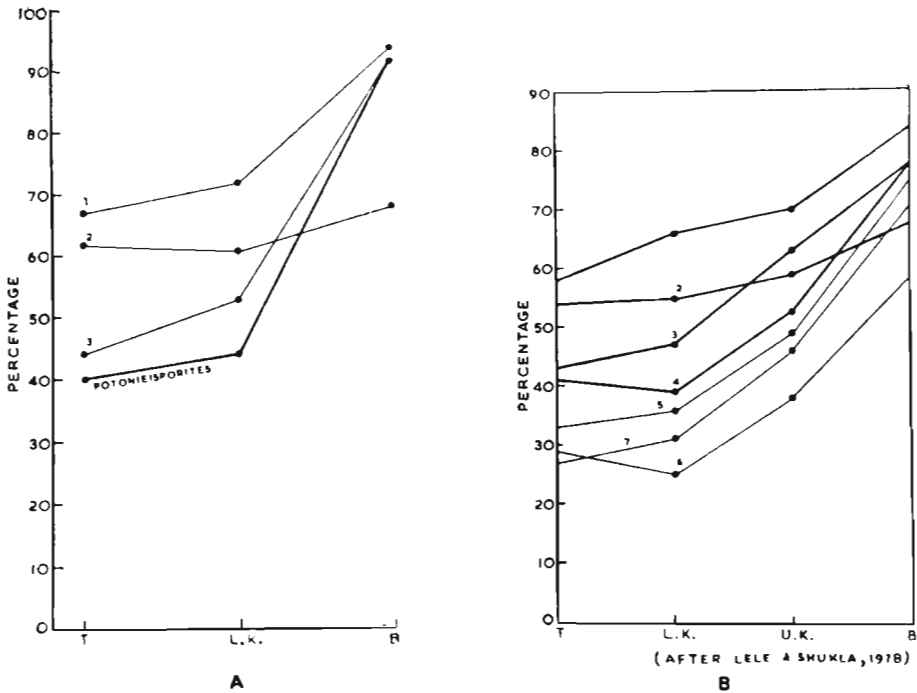 100
90
80
70
60
50
40
30
20
10
0
PERCENTAGE
1
2
3
POTONIEISPORITES
T
L.K.
B
A
90
80
70
60
50
40
30
20
10
0
PERCENTAGE
2
3
4
5
7
6
T
L.K.
U.K.
B
(AFTER LELE & SHUKLA, 1978)
B